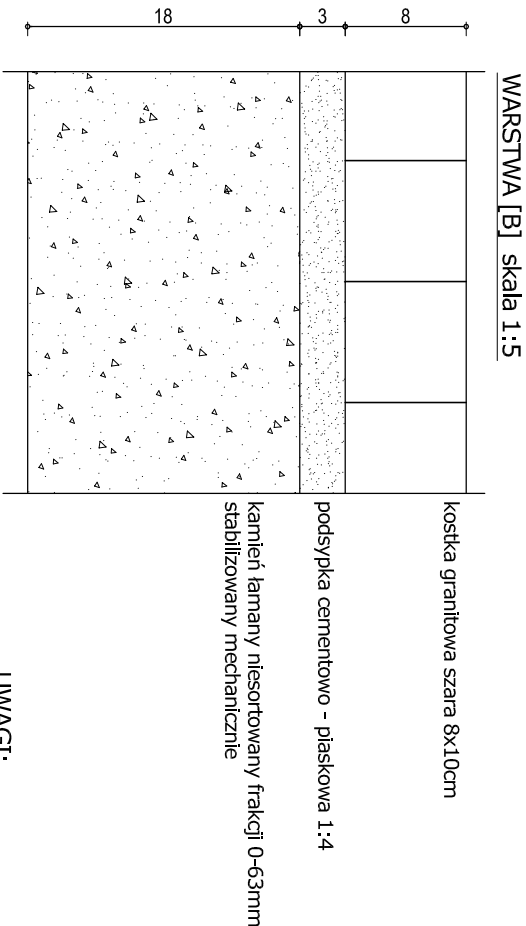 WARSTWA [B] skala 1:5
8
3
18
kostka granitowa szara 8x10cm
podsypka cementowo - piaskowa 1:4
kamień łamany niesortowany frakcji 0-63mm
stabilizowany mechanicznie
UWAGI: